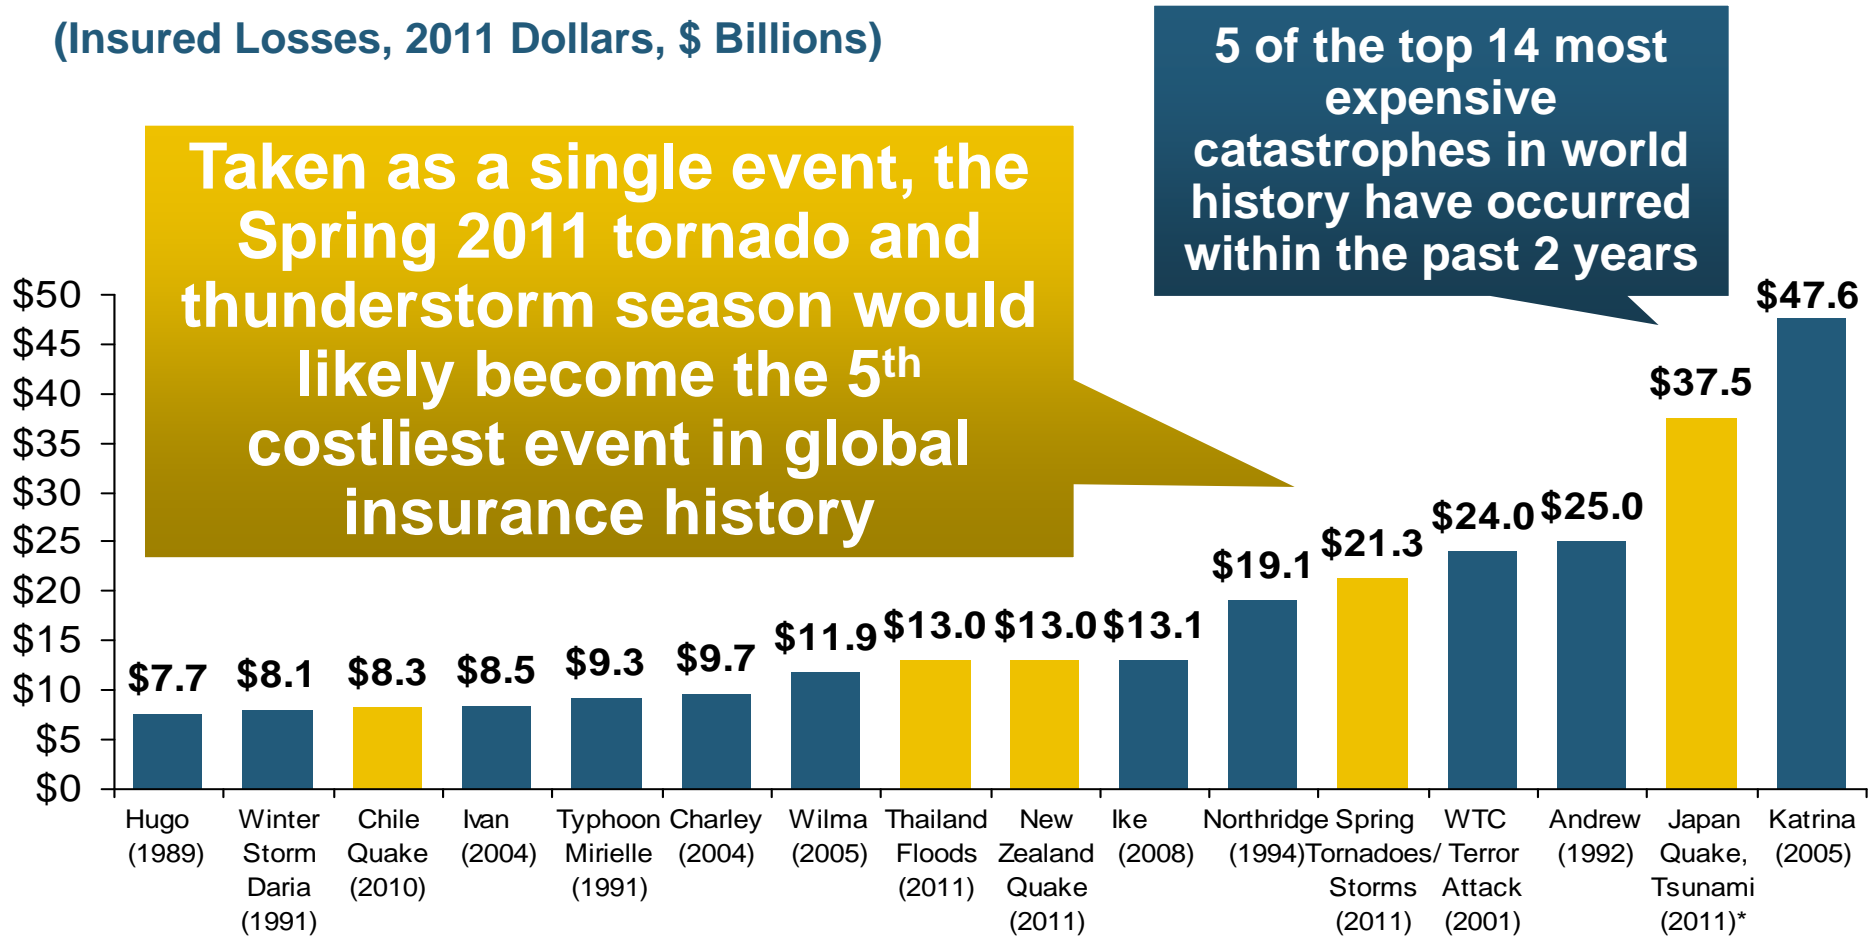 (Insured Losses, 2011 Dollars, $ Billions)
5 of the top 14 most
expensive
catastrophes in world
history have occurred
within the past 2 years
Taken as a single event, the
Spring 2011 tornado and
thunderstorm season would
likely become the 5th
costliest event in global
insurance history
$50
$45
$40
$35
$30
$25
$20
$15
$10
$5
$0
$7.7
$8.1
$8.3
$8.5
$9.3
$9.7
$11.9
$13.0
$13.0
$13.1
$19.1
$21.3
$24.0
$25.0
$37.5
$47.6
Hugo
(1989)
Winter
Storm
Daria
(1991)
Chile
Quake
(2010)
Ivan
(2004)
Typhoon
Mirielle
(1991)
Charley
(2004)
Wilma
(2005)
Thailand
Floods
(2011)
New
Zealand
Quake
(2011)
Ike
(2008)
Northridge
(1994)
Spring
Tornadoes/
Storms
(2011)
WTC
Terror
Attack
(2001)
Andrew
(1992)
Japan
Quake,
Tsunami
(2011)*
Katrina
(2005)